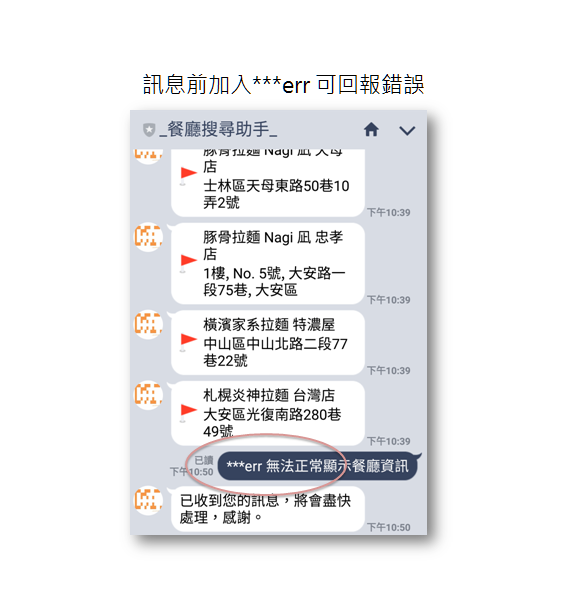 訊息前加入***err 可回報錯誤
_餐廳搜尋助手_
豚骨拉麵 Nagi 凪 天母
店
士林區天母東路50巷10
弄2號
下午10:39
豚骨拉麵 Nagi 凪 忠孝
店
1樓, No. 5號, 大安路一
段75巷, 大安區
下午10:39
橫濱家系拉麵 特濃屋
中山區中山北路二段77
巷22號
下午10:39
札榥炎神拉麵 台灣店
大安區光復南路280巷
49號
下午10:39
已讀
下午10:50
***err 無法正常顯示餐廳資訊
已收到您的訊息，將會盡快
處理，感謝。
下午10:50